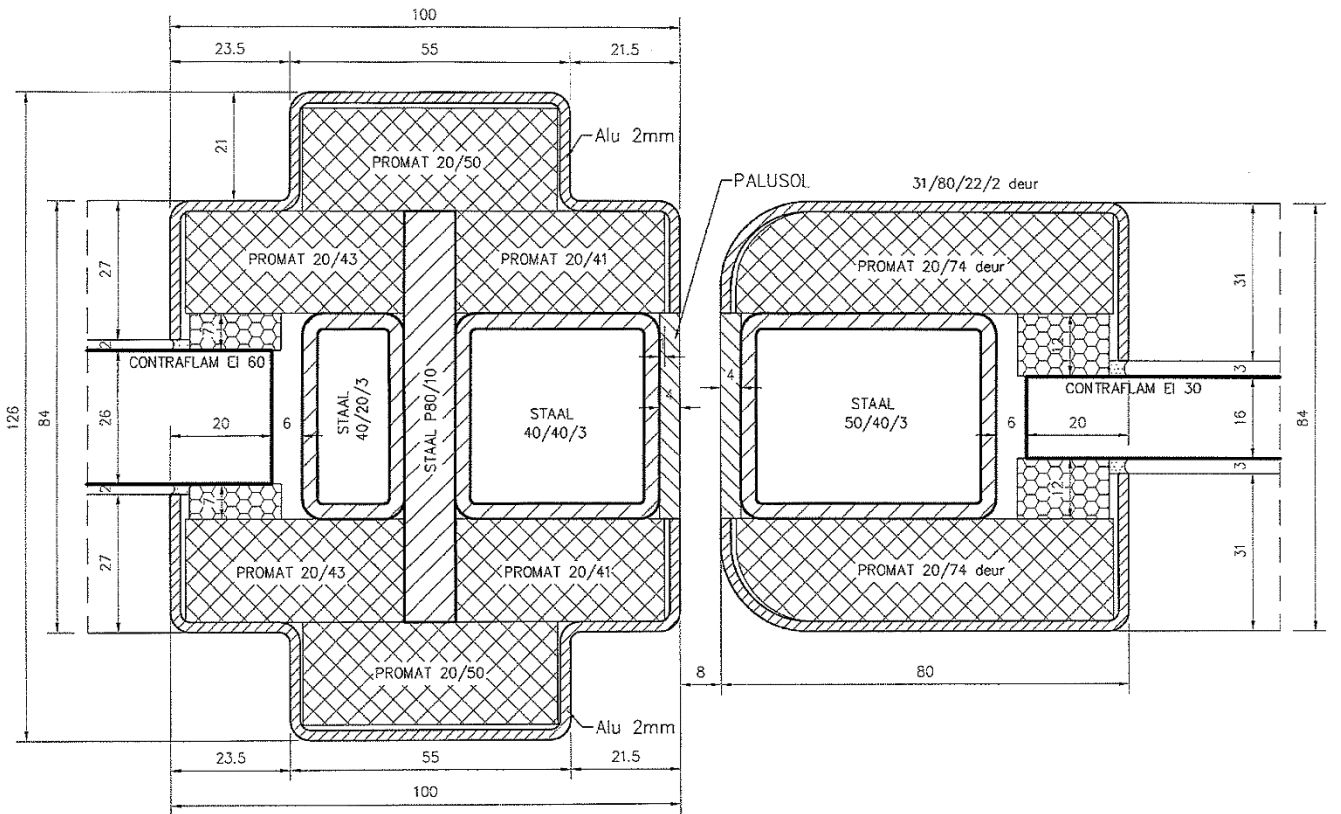 100
23.5 55 21.5
21
Alu 2mm
PROMAT 20/50
PALUSOL
31/80/22/2 deur
27
PROMAT 20/43
PROMAT 20/41
PROMAT 20/74 deur
31
7
12
2
CONTRAFLAM EI 60
3
CONTRAFLAM EI 30
126
84
26
20
6
STAAL
40/20/3
STAAL P80/10
STAAL
40/40/3
4
4
STAAL
50/40/3
6
20
16
84
2
7
12
3
27
PROMAT 20/43
PROMAT 20/41
PROMAT 20/74 deur
31
PROMAT 20/50
8
80
Alu 2mm
23.5 55 21.5
100